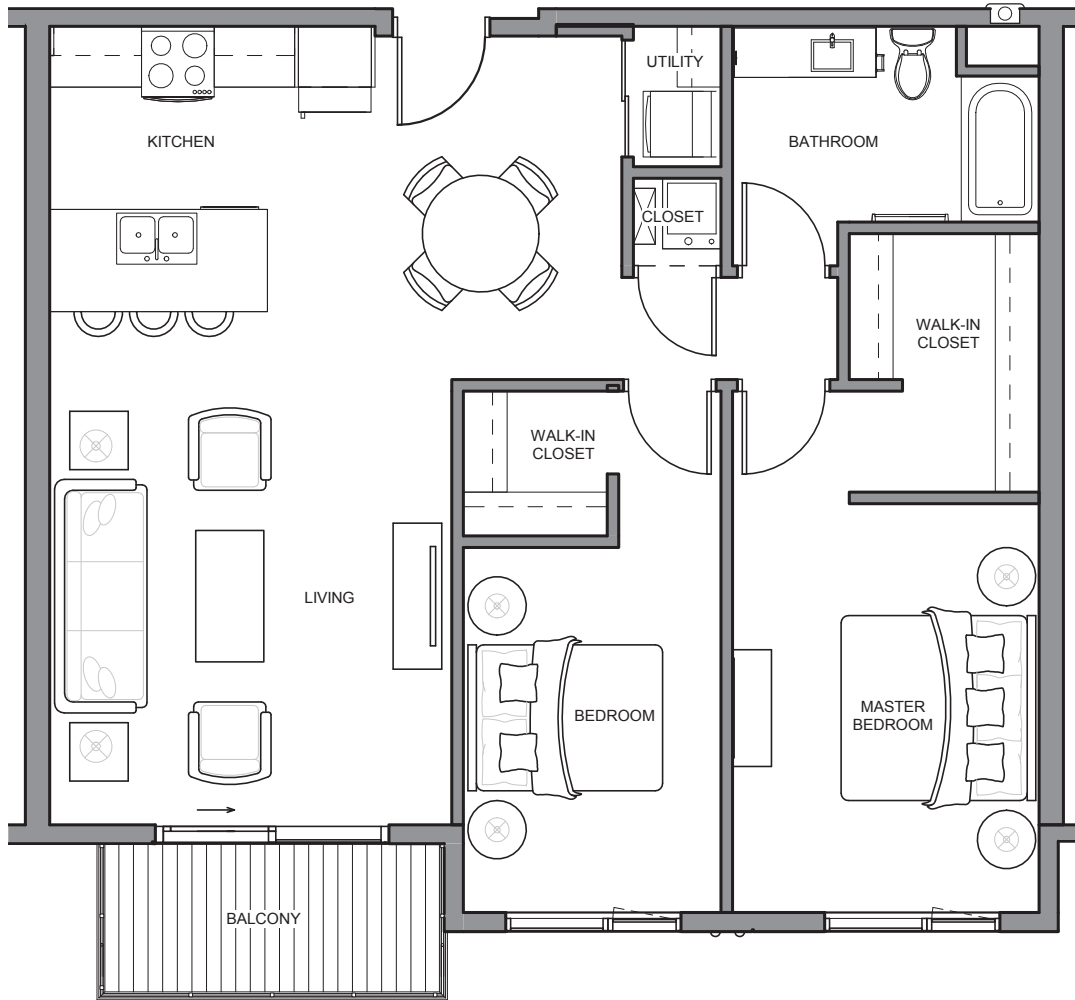 UTILITY
KITCHEN
BATHROOM
CLOSET
WALK-IN
CLOSET
WALK-IN
CLOSET
LIVING
BEDROOM
MASTER
BEDROOM
BALCONY